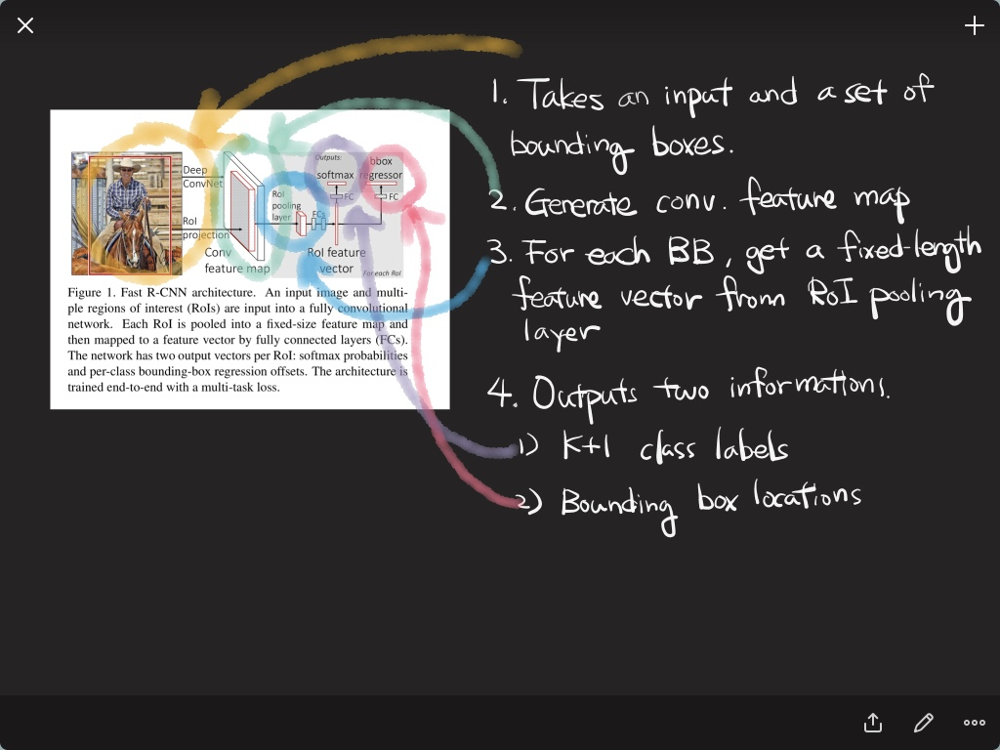 Deep
ConvNet
RoI
projection
Conv
feature map
RoI
pooling
layer
FCs
Outputs:
softmax
bbox
regressor
FC
FC
RoI feature
vector
For each RoI
Figure 1. Fast R-CNN architecture. An input image and multi-
ple regions of interest (RoIs) are input into a fully convolutional
network. Each RoI is pooled into a fixed-size feature map and
then mapped to a feature vector by fully connected layers (FCs).
The network has two output vectors per RoI: softmax probabilities
and per-class bounding-box regression offsets. The architecture is
trained end-to-end with a multi-task loss.
1. Takes an input and a set of
bounding boxes.
2. Generate conv. feature map
3. For each BB, get a fixed-length
feature vector from RoI pooling
layer
4. Outputs two informations.
1) K+1 class labels
2) Bounding box locations